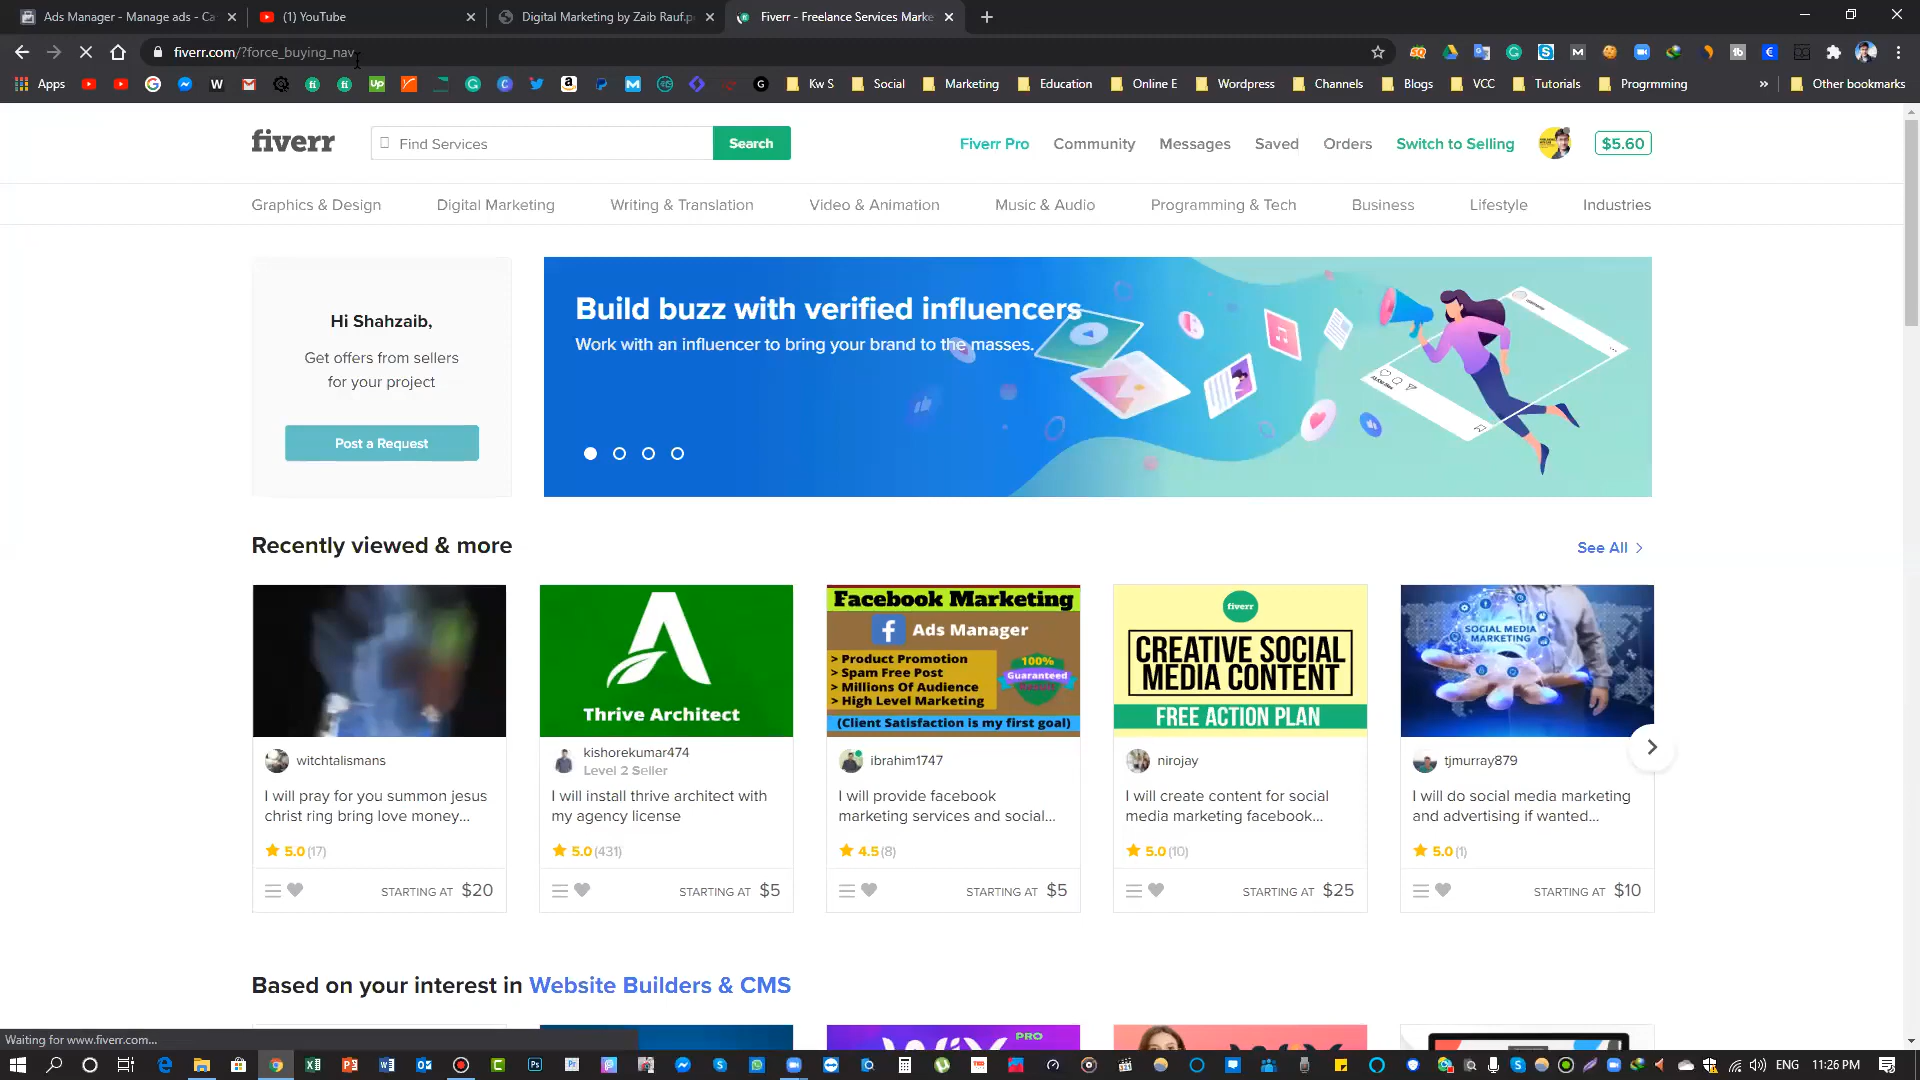 Ads Manager - Manage ads - Ca
(1) YouTube
Digital Marketing by Zaib Rauf.p
Fiverr - Freelance Services Marke
fiverr.com/?force_buying_nav
Apps
Kw S
Social
Marketing
Education
Online E
Wordpress
Channels
Blogs
VCC
Tutorials
Progrmming
»
Other bookmarks
fiverr
Find Services
Search
Fiverr Pro
Community
Messages
Saved
Orders
Switch to Selling
$5.60
Graphics & Design
Digital Marketing
Writing & Translation
Video & Animation
Music & Audio
Programming & Tech
Business
Lifestyle
Industries
Hi Shahzaib,
Get offers from sellers
for your project
Post a Request
Build buzz with verified influencers
Work with an influencer to bring your brand to the masses.
Recently viewed & more
See All
witchtalismans
I will pray for you summon jesus
christ ring bring love money...
5.0 (17)
STARTING AT $20
Thrive Architect
kishorekumar474
Level 2 Seller
I will install thrive architect with
my agency license
5.0 (431)
STARTING AT $5
Facebook Marketing
Ads Manager
> Product Promotion
> Spam Free Post
> Millions Of Audience
> High Level Marketing
100%
Guaranteed
(Client Satisfaction is my first goal)
ibrahim1747
I will provide facebook
marketing services and social...
4.5 (8)
STARTING AT $5
fiverr
CREATIVE SOCIAL
MEDIA CONTENT
FREE ACTION PLAN
nirojay
I will create content for social
media marketing facebook...
5.0 (10)
STARTING AT $25
SOCIAL MEDIA
MARKETING
tjmurray879
I will do social media marketing
and advertising if wanted...
5.0 (1)
STARTING AT $10
Based on your interest in Website Builders & CMS
WIX
PRO
Waiting for www.fiverr.com...
ENG
11:26 PM